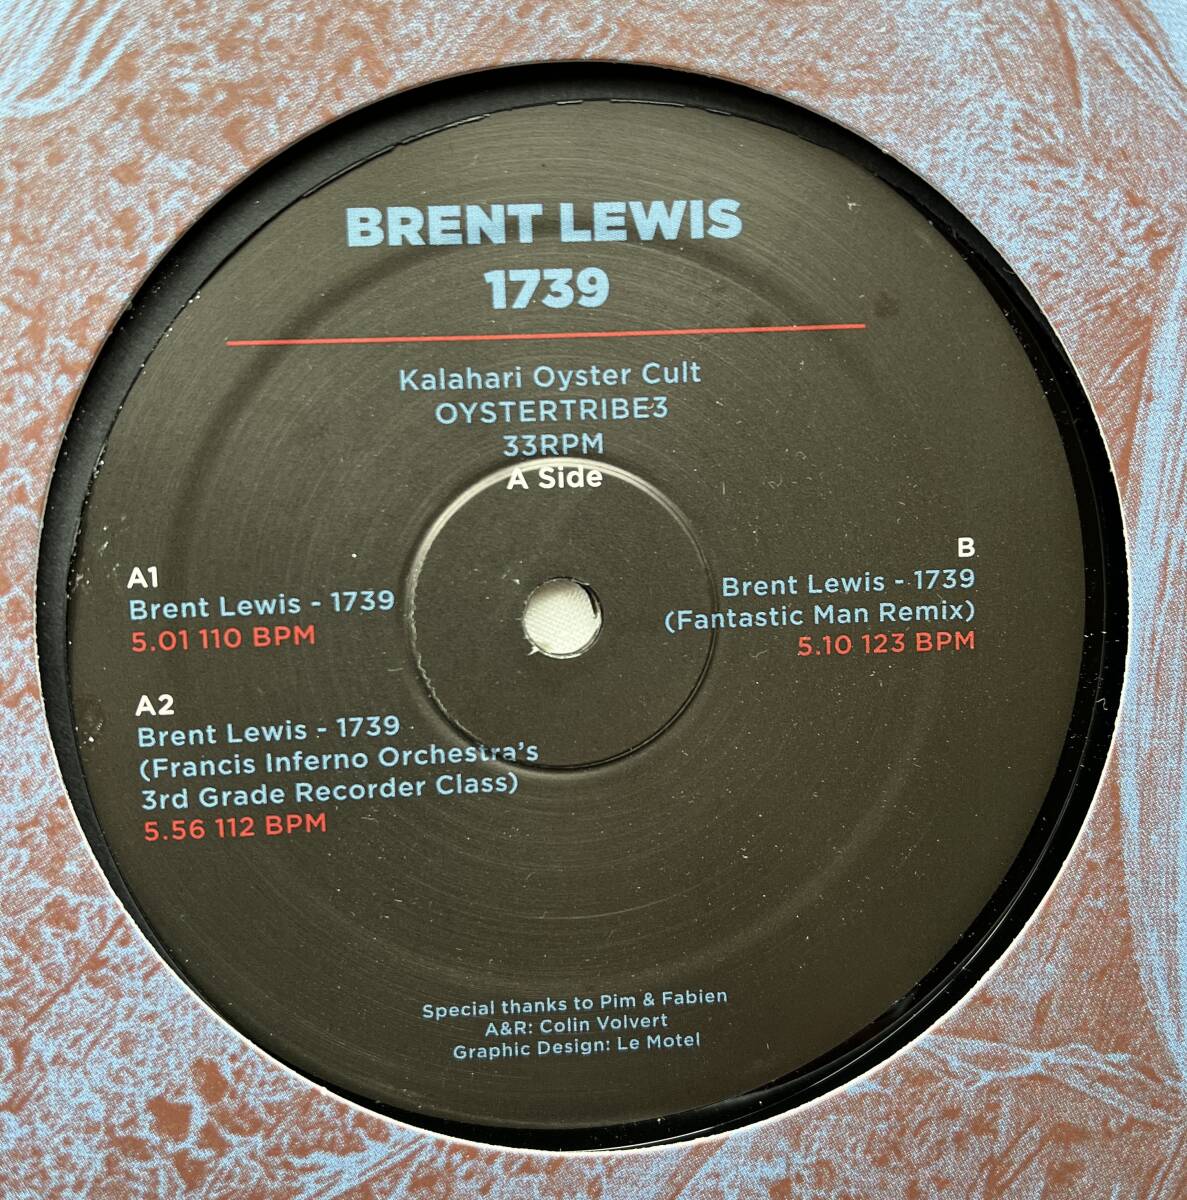 BRENT LEWIS
1739
Kalahari Oyster Cult
OYSTERTRIBE3
33RPM
A Side
A1
Brent Lewis - 1739
5.01 110 BPM
A2
Brent Lewis - 1739
(Francis Inferno Orchestra's
3rd Grade Recorder Class)
5.56 112 BPM
B
Brent Lewis - 1739
(Fantastic Man Remix)
5.10 123 BPM
Special thanks to Pim & Fabien
A&R: Colin Volvert
Graphic Design: Le Motel